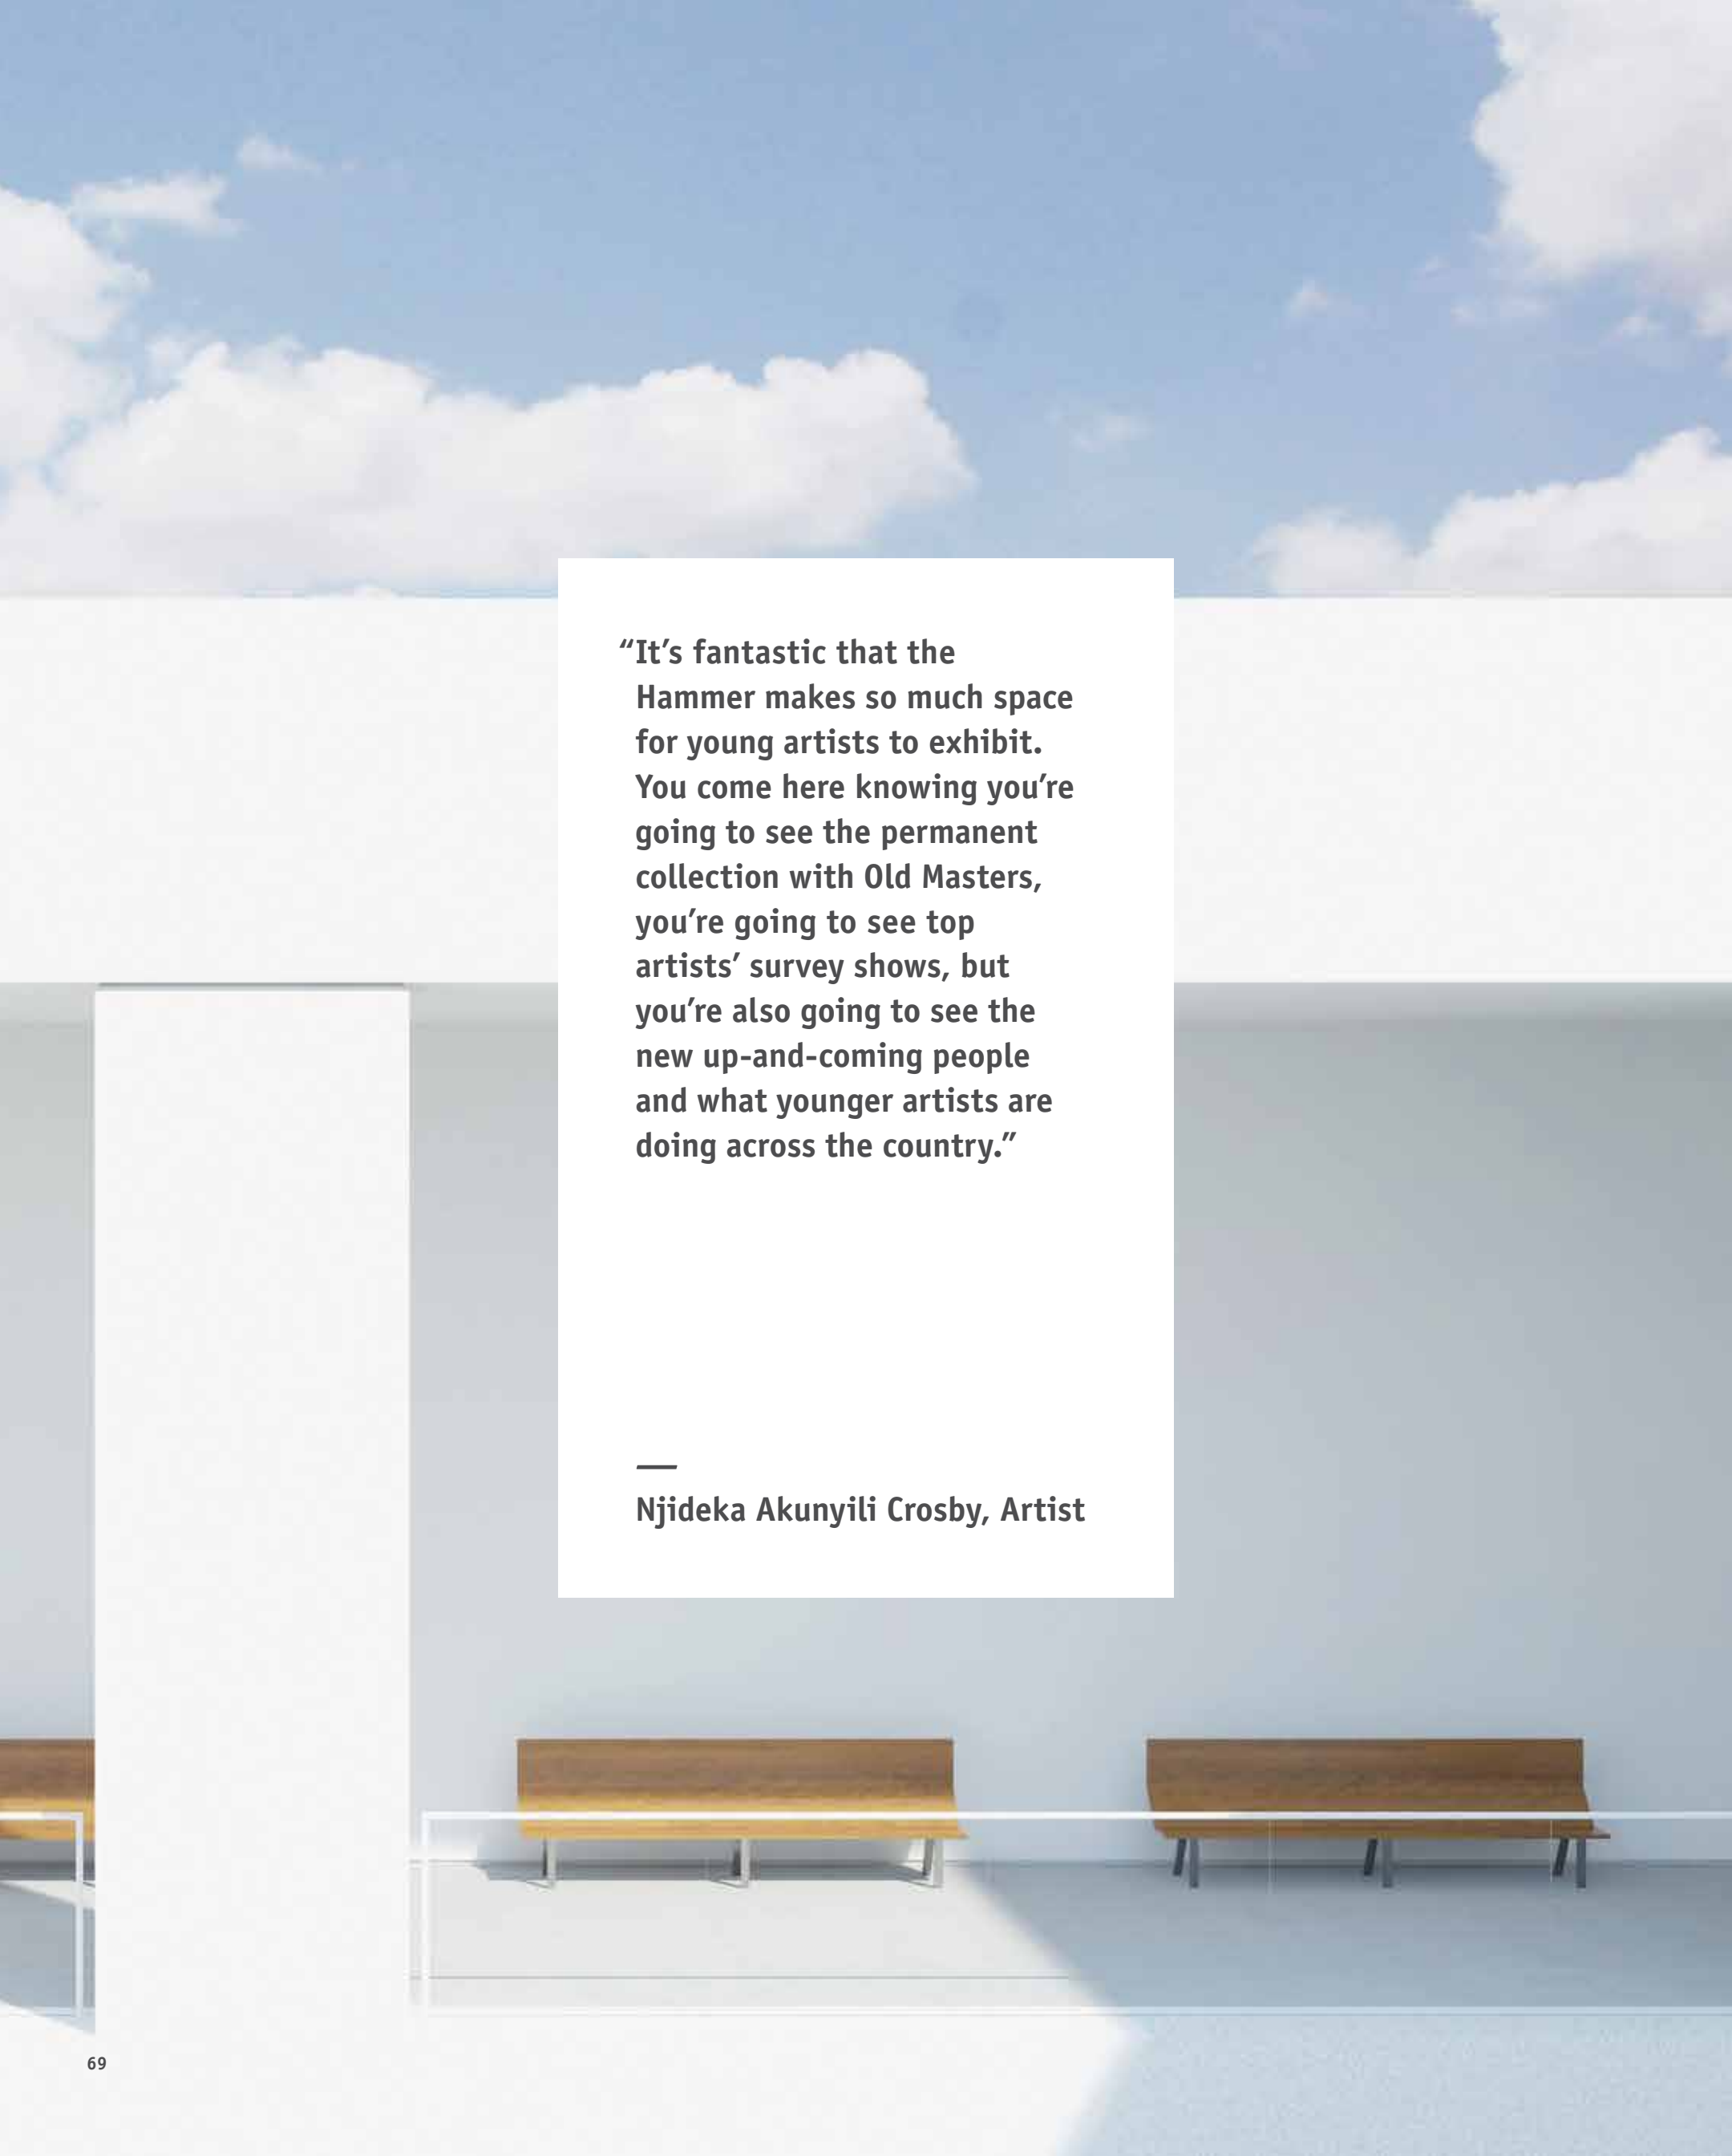 “It’s fantastic that the
Hammer makes so much space
for young artists to exhibit.
You come here knowing you’re
going to see the permanent
collection with Old Masters,
you’re going to see top
artists’ survey shows, but
you’re also going to see the
new up-and-coming people
and what younger artists are
doing across the country.”
—
Njideka Akunyili Crosby, Artist
69